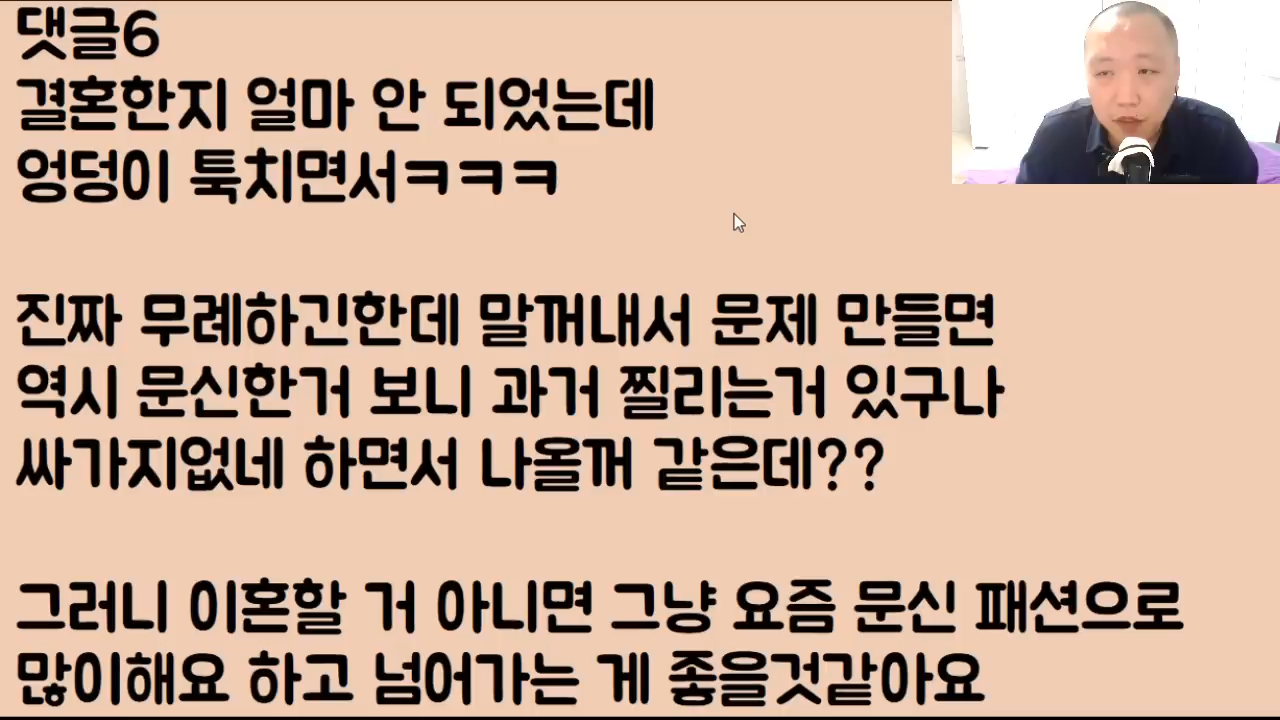 댓글6
결혼한지 얼마 안 되었는데
엉덩이 툭치면서ㅋㅋㅋ
진짜 무례하긴한데 말꺼내서 문제 만들면
역시 문신한거 보니 과거 찔리는거 있구나
싸가지없네 하면서 나올꺼 같은데??
그러니 이혼할 거 아니면 그냥 요즘 문신 패션으로
많이해요 하고 넘어가는 게 좋을것같아요